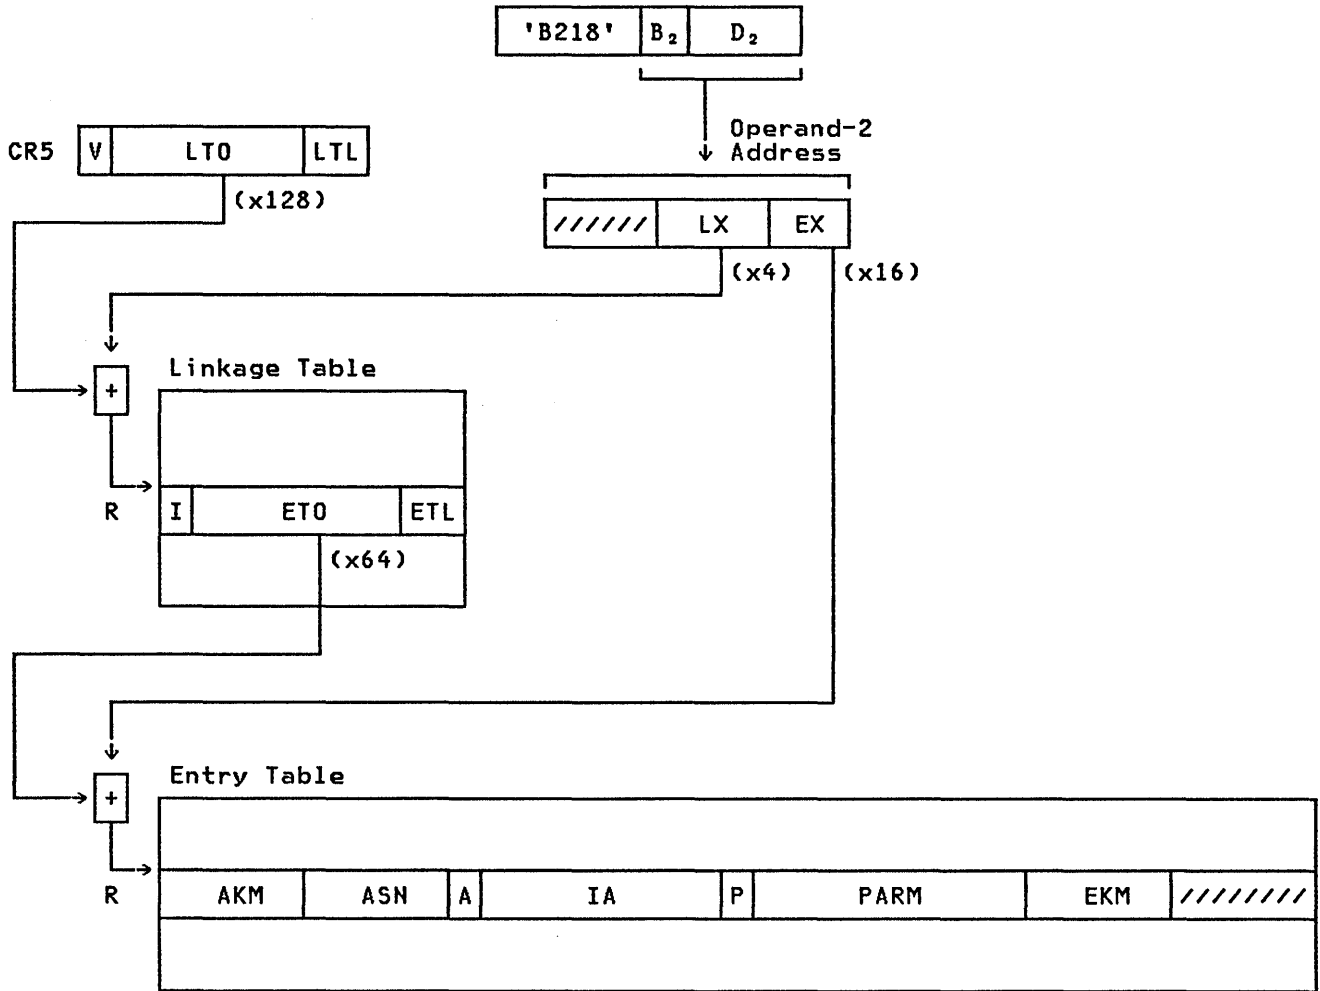 'B218' B₂ D₂
Operand-2
Address
CR5 V LTO LTL
(x128)
////// LX EX
(x4) (x16)
+
Linkage Table
R I ETO ETL
(x64)
+
Entry Table
R AKM ASN A IA P PARM EKM ////////